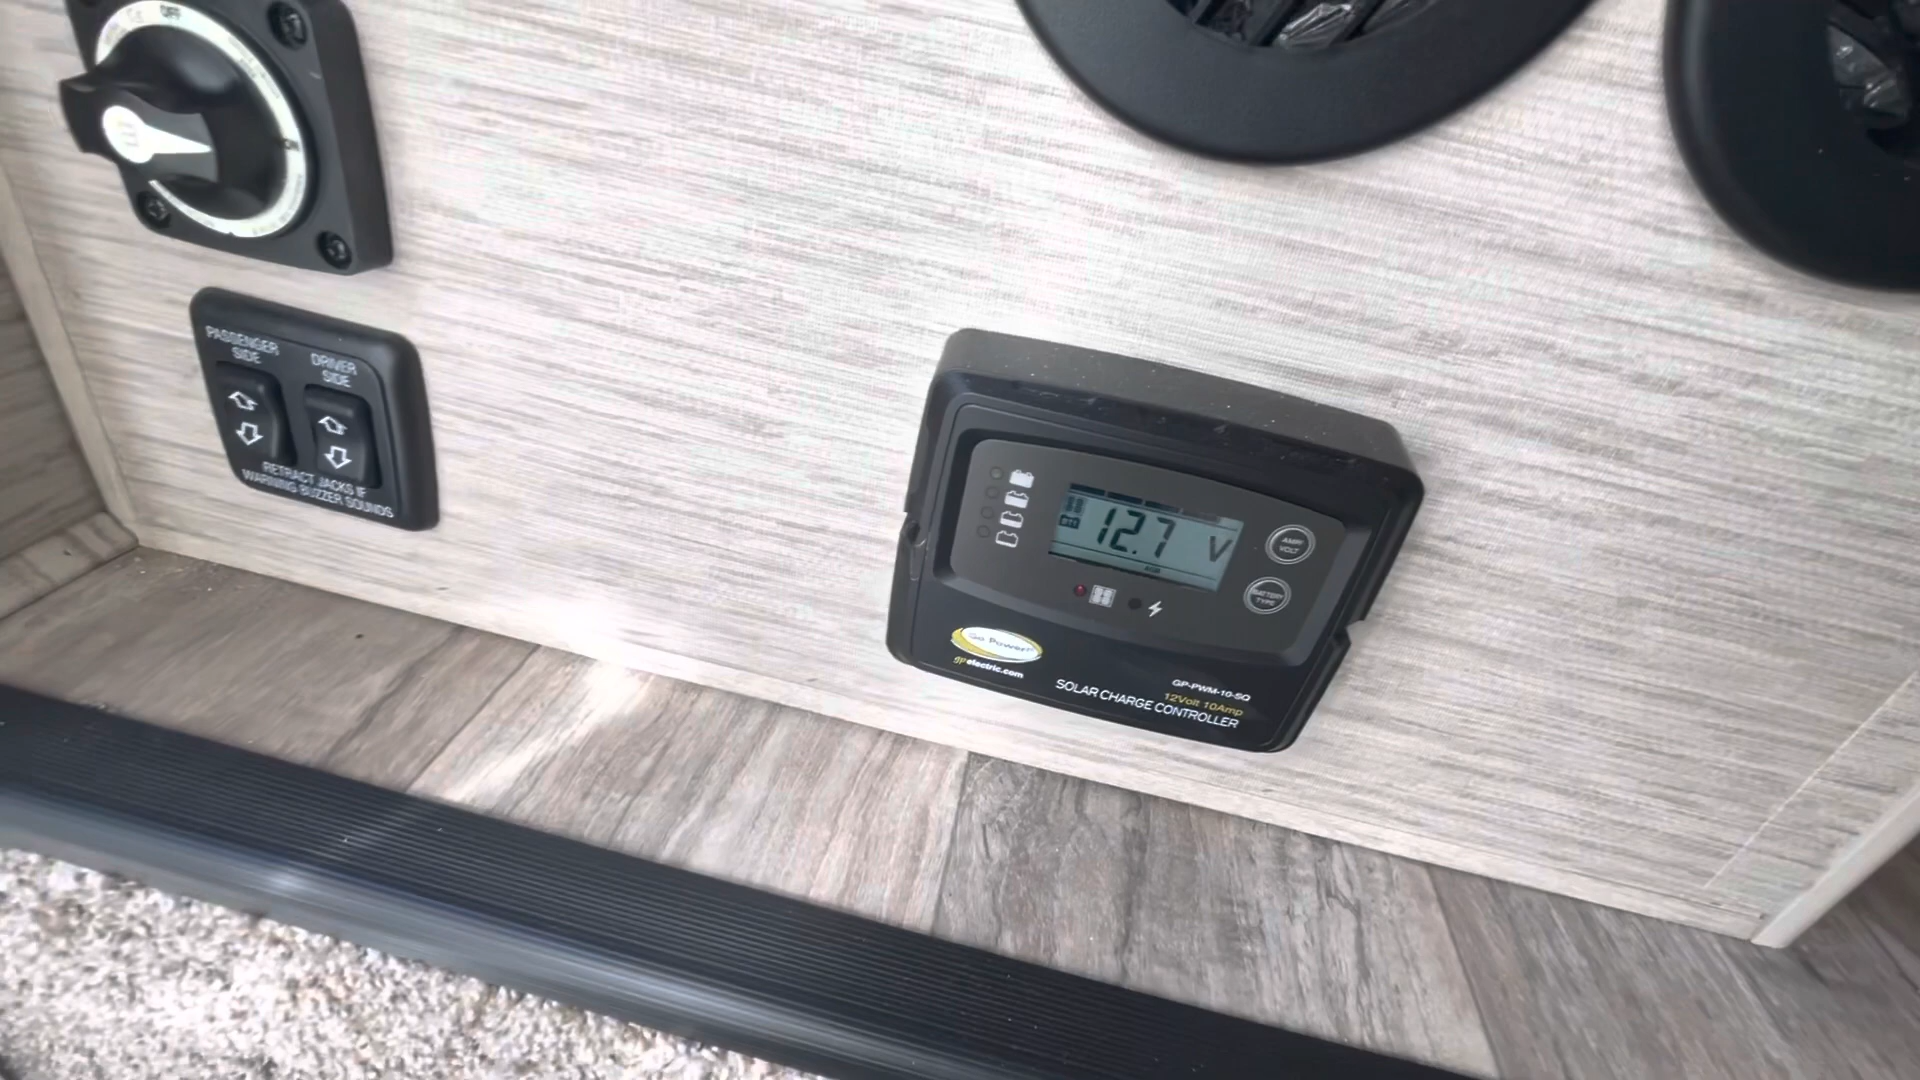 OFF
ON
PASSENGER
SIDE
DRIVER
SIDE
RETRACT JACKS IF
WARNING BUZZER SOUNDS
12.7 V
AMP/
VOLT
BATTERY
TYPE
Go Power!
gpelectric.com
GP-PWM-10-SQ
12Volt 10Amp
SOLAR CHARGE CONTROLLER